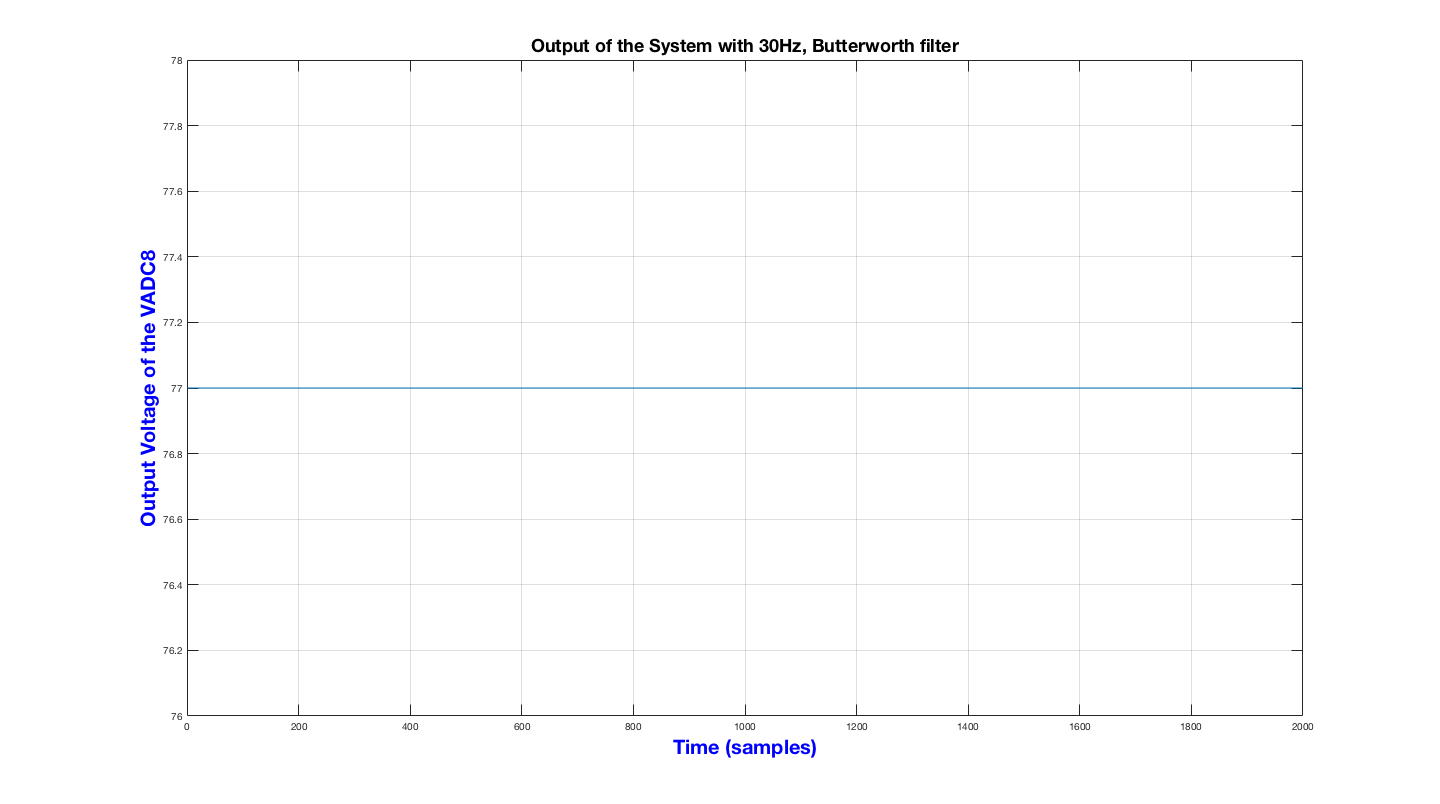 Output of the System with 30Hz, Butterworth filter
78
77.8
77.6
77.4
77.2
77
76.8
76.6
76.4
76.2
76
Output Voltage of the VADC8
0 200 400 600 800 1000 1200 1400 1600 1800 2000
Time (samples)